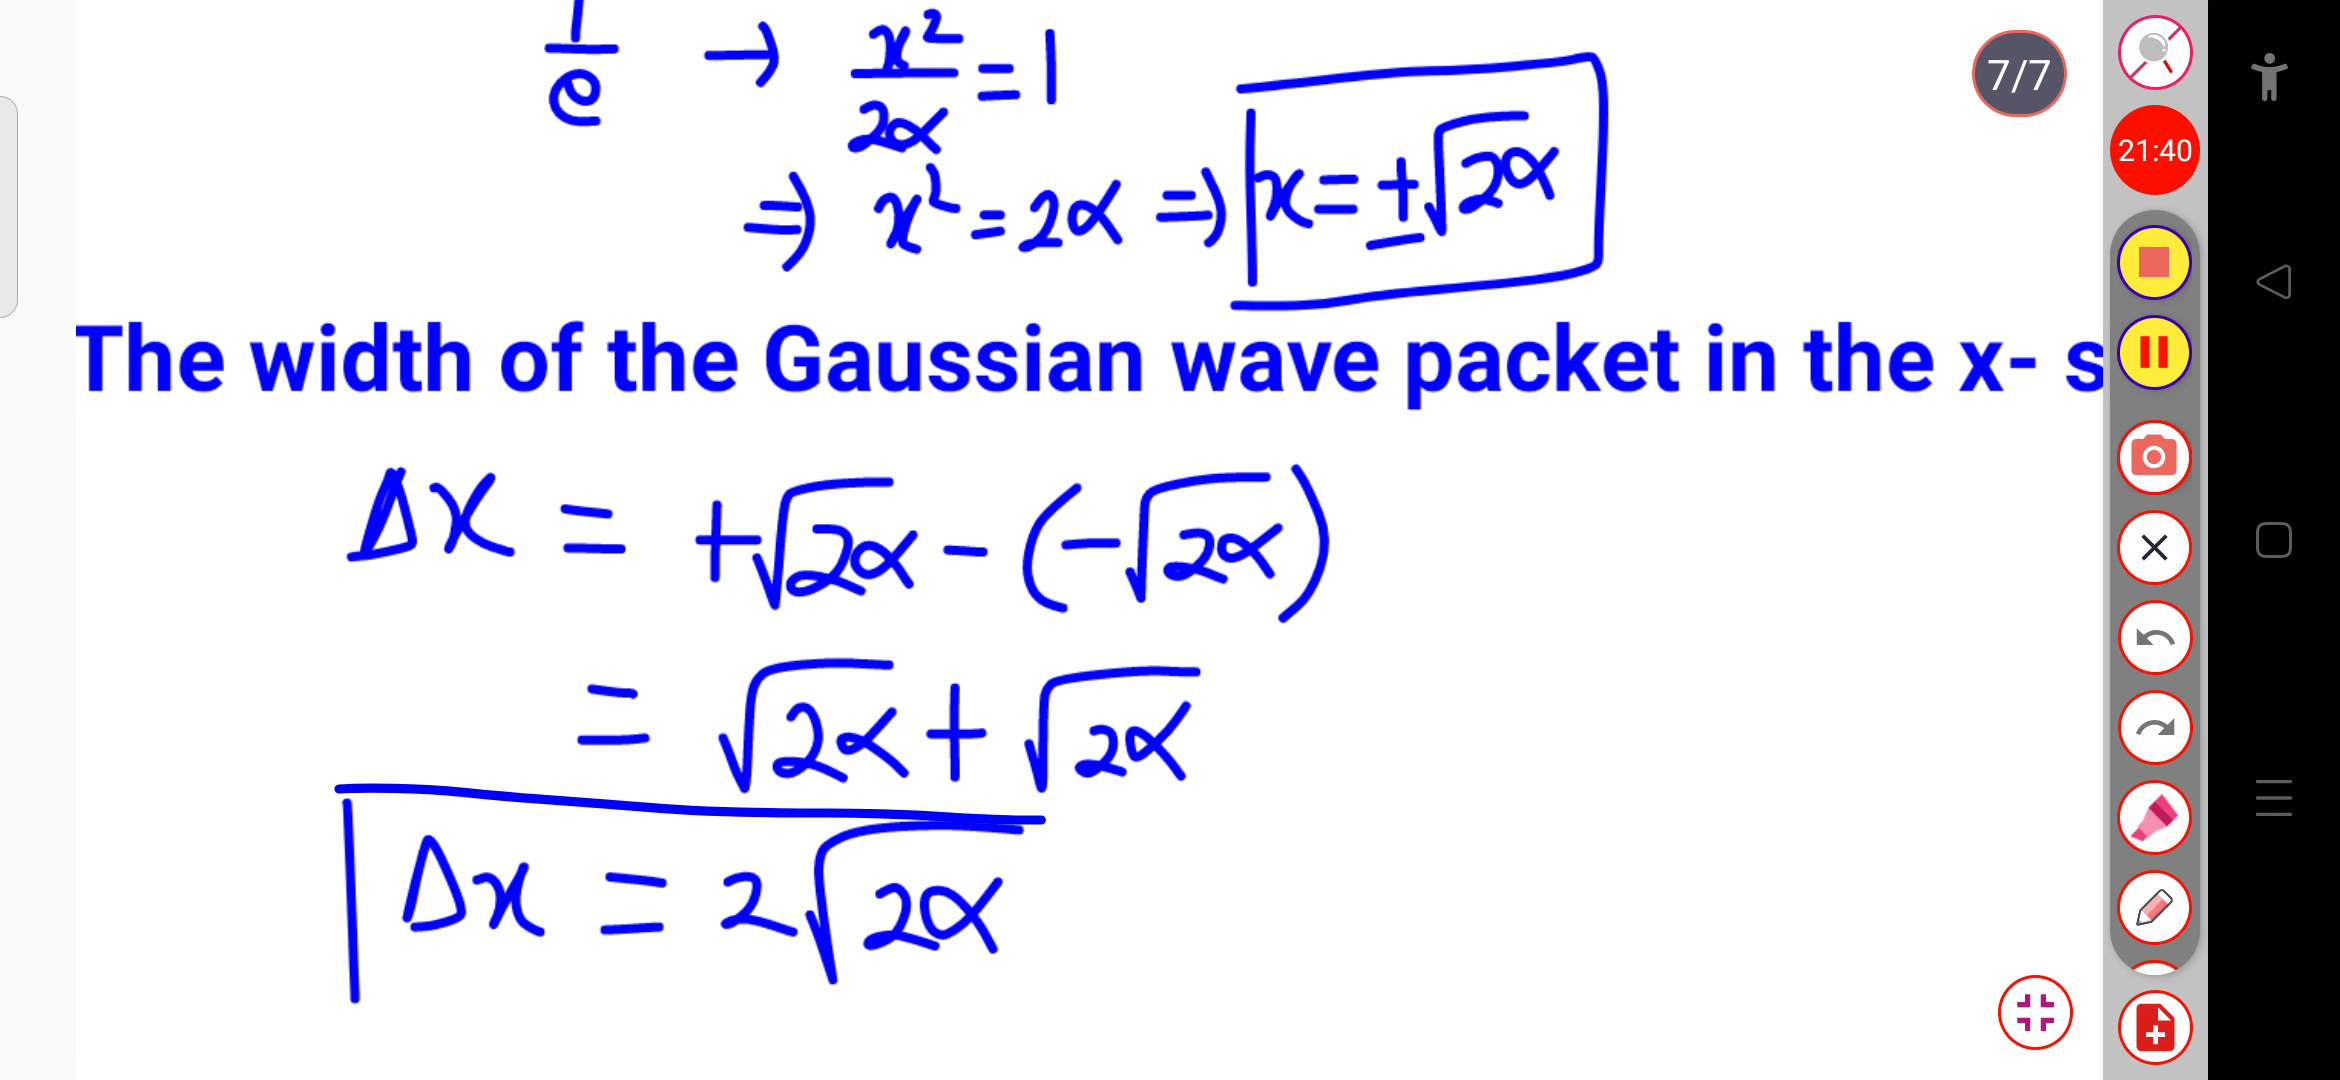 1/e → x²/2α = 1
7/7
21:40
⇒ x² = 2α ⇒ x = ±√2α
The width of the Gaussian wave packet in the x- s
Δx = +√2α - (-√2α)
= √2α + √2α
Δx = 2√2α